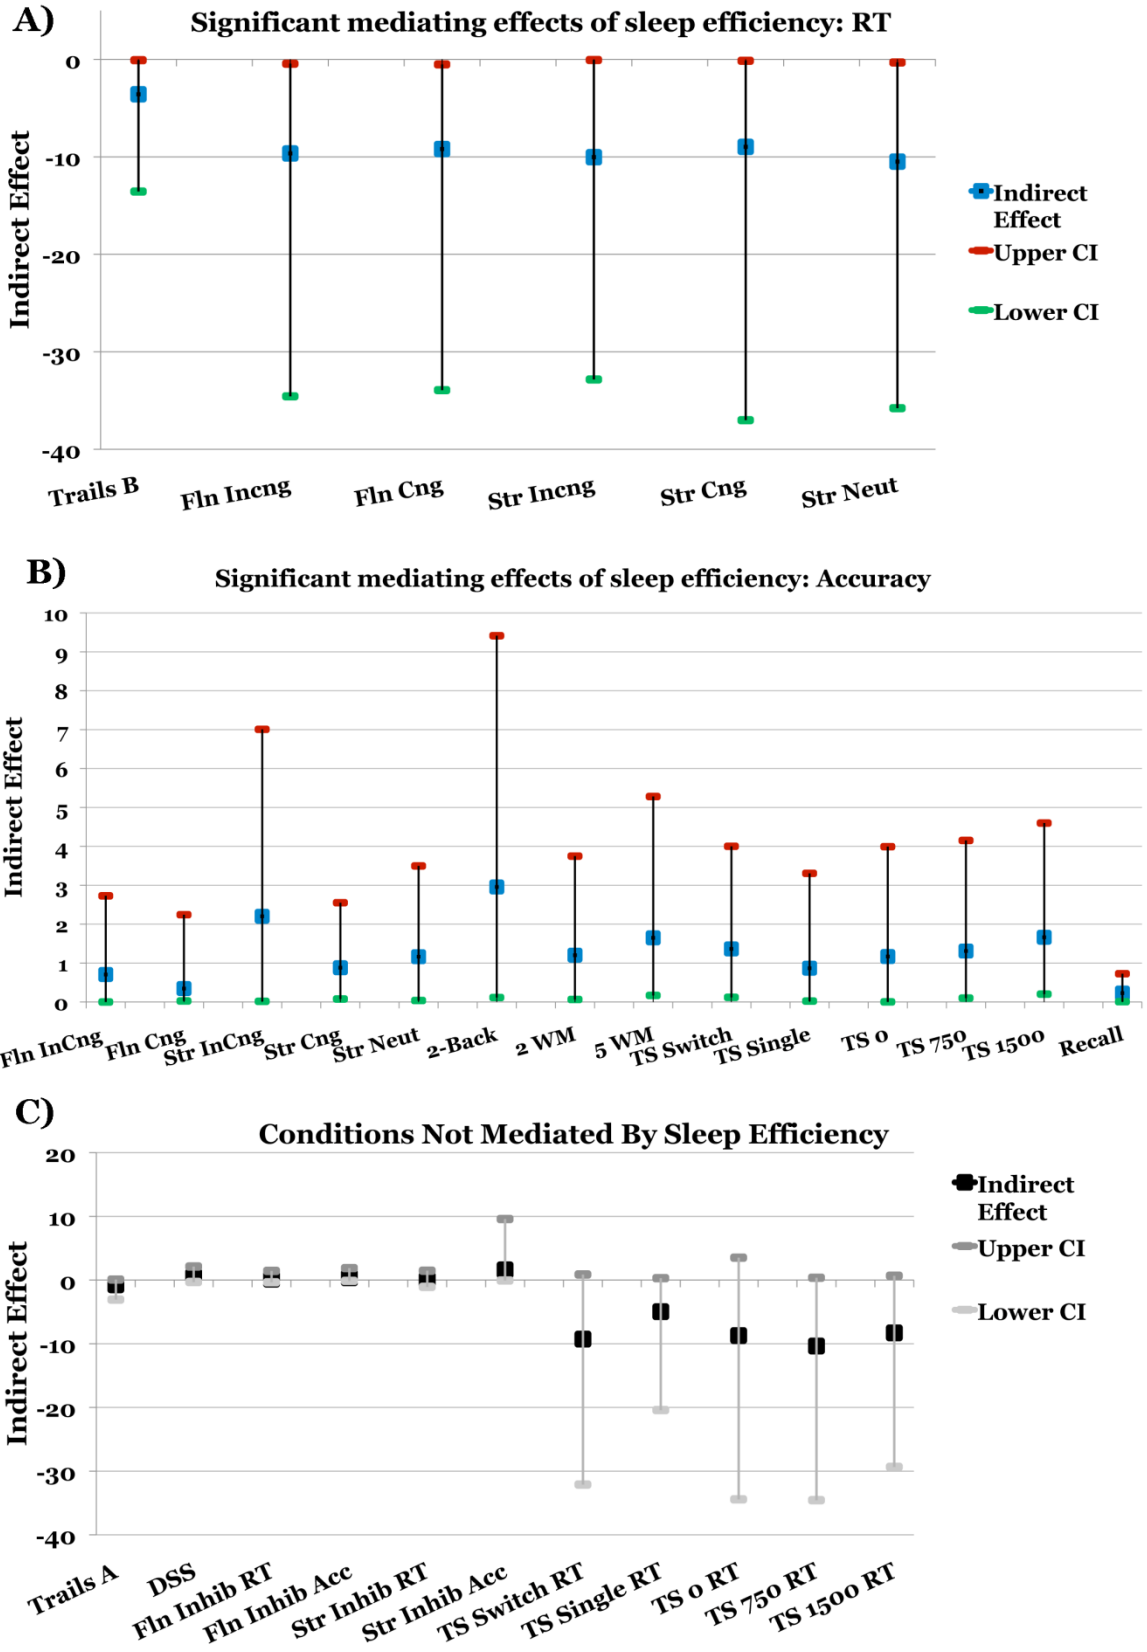 A)
Significant mediating effects of sleep efficiency: RT
0
-10
-20
-30
-40
Indirect Effect
Trails B
Fln Incng
Fln Cng
Str Incng
Str Cng
Str Neut
Indirect
Effect
Upper CI
Lower CI
B)
Significant mediating effects of sleep efficiency: Accuracy
10
9
8
7
6
5
4
3
2
1
0
Indirect Effect
Fln InCng
Fln Cng
Str InCng
Str Cng
Str Neut
2-Back
2 WM
5 WM
TS Switch
TS Single
TS 0
TS 750
TS 1500
Recall
C)
Conditions Not Mediated By Sleep Efficiency
20
10
0
-10
-20
-30
-40
Indirect Effect
Trails A
DSS
Fln Inhib RT
Fln Inhib Acc
Str Inhib RT
Str Inhib Acc
TS Switch RT
TS Single RT
TS 0 RT
TS 750 RT
TS 1500 RT
Indirect
Effect
Upper CI
Lower CI